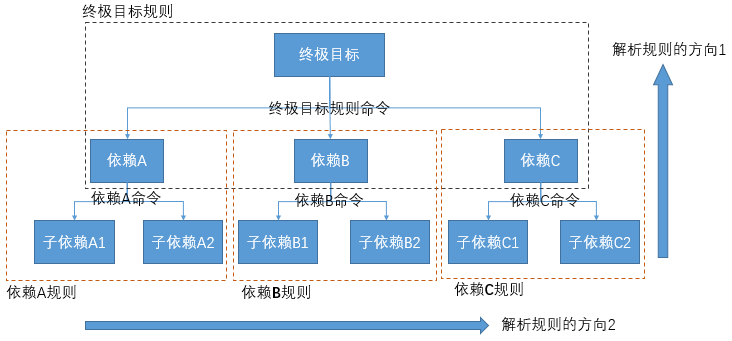 终极目标规则
终极目标
解析规则的方向1
终极目标规则命令
依赖A
依赖B
依赖C
依赖A命令
依赖B命令
依赖C命令
子依赖A1
子依赖A2
子依赖B1
子依赖B2
子依赖C1
子依赖C2
依赖A规则
依赖B规则
依赖C规则
解析规则的方向2